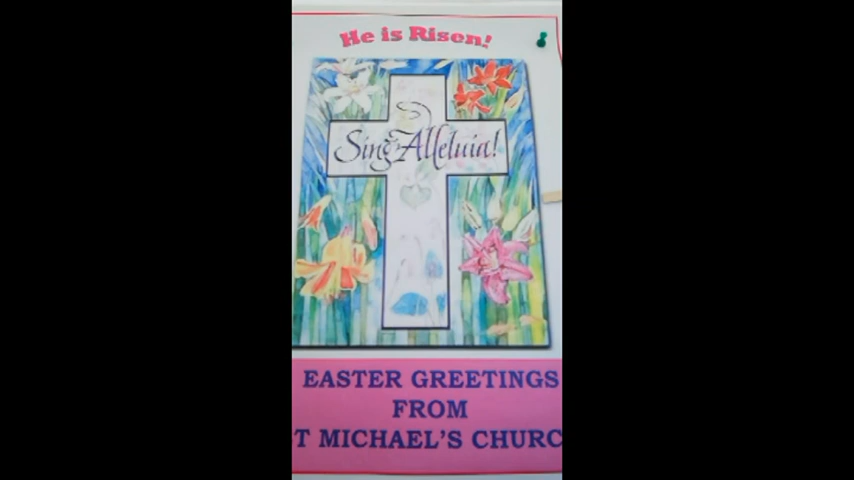 He is Risen!
Sing Alleluia!
EASTER GREETINGS
FROM
T MICHAEL'S CHURC